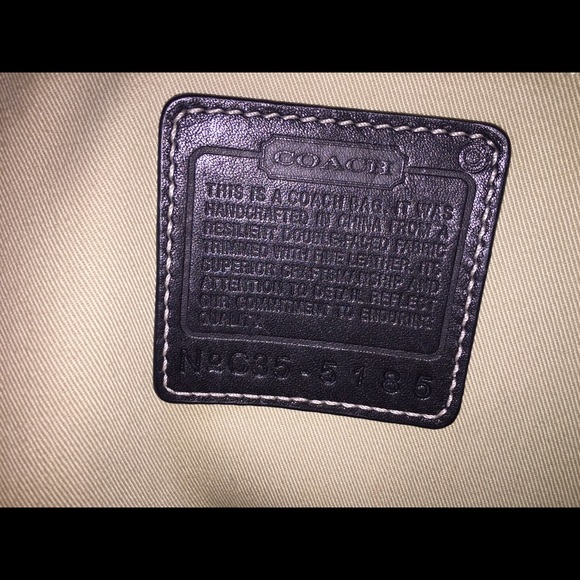 COACH
THIS IS A COACH BAG. IT WAS
HANDCRAFTED IN CHINA FROM A
RESILIENT DOUBLE-FACED FABRIC
TRIMMED WITH FINE LEATHER. ITS
SUPERIOR CRAFTSMANSHIP AND
ATTENTION TO DETAIL REFLECT
OUR COMMITMENT TO ENDURING
QUALITY.
Nº C35-5185